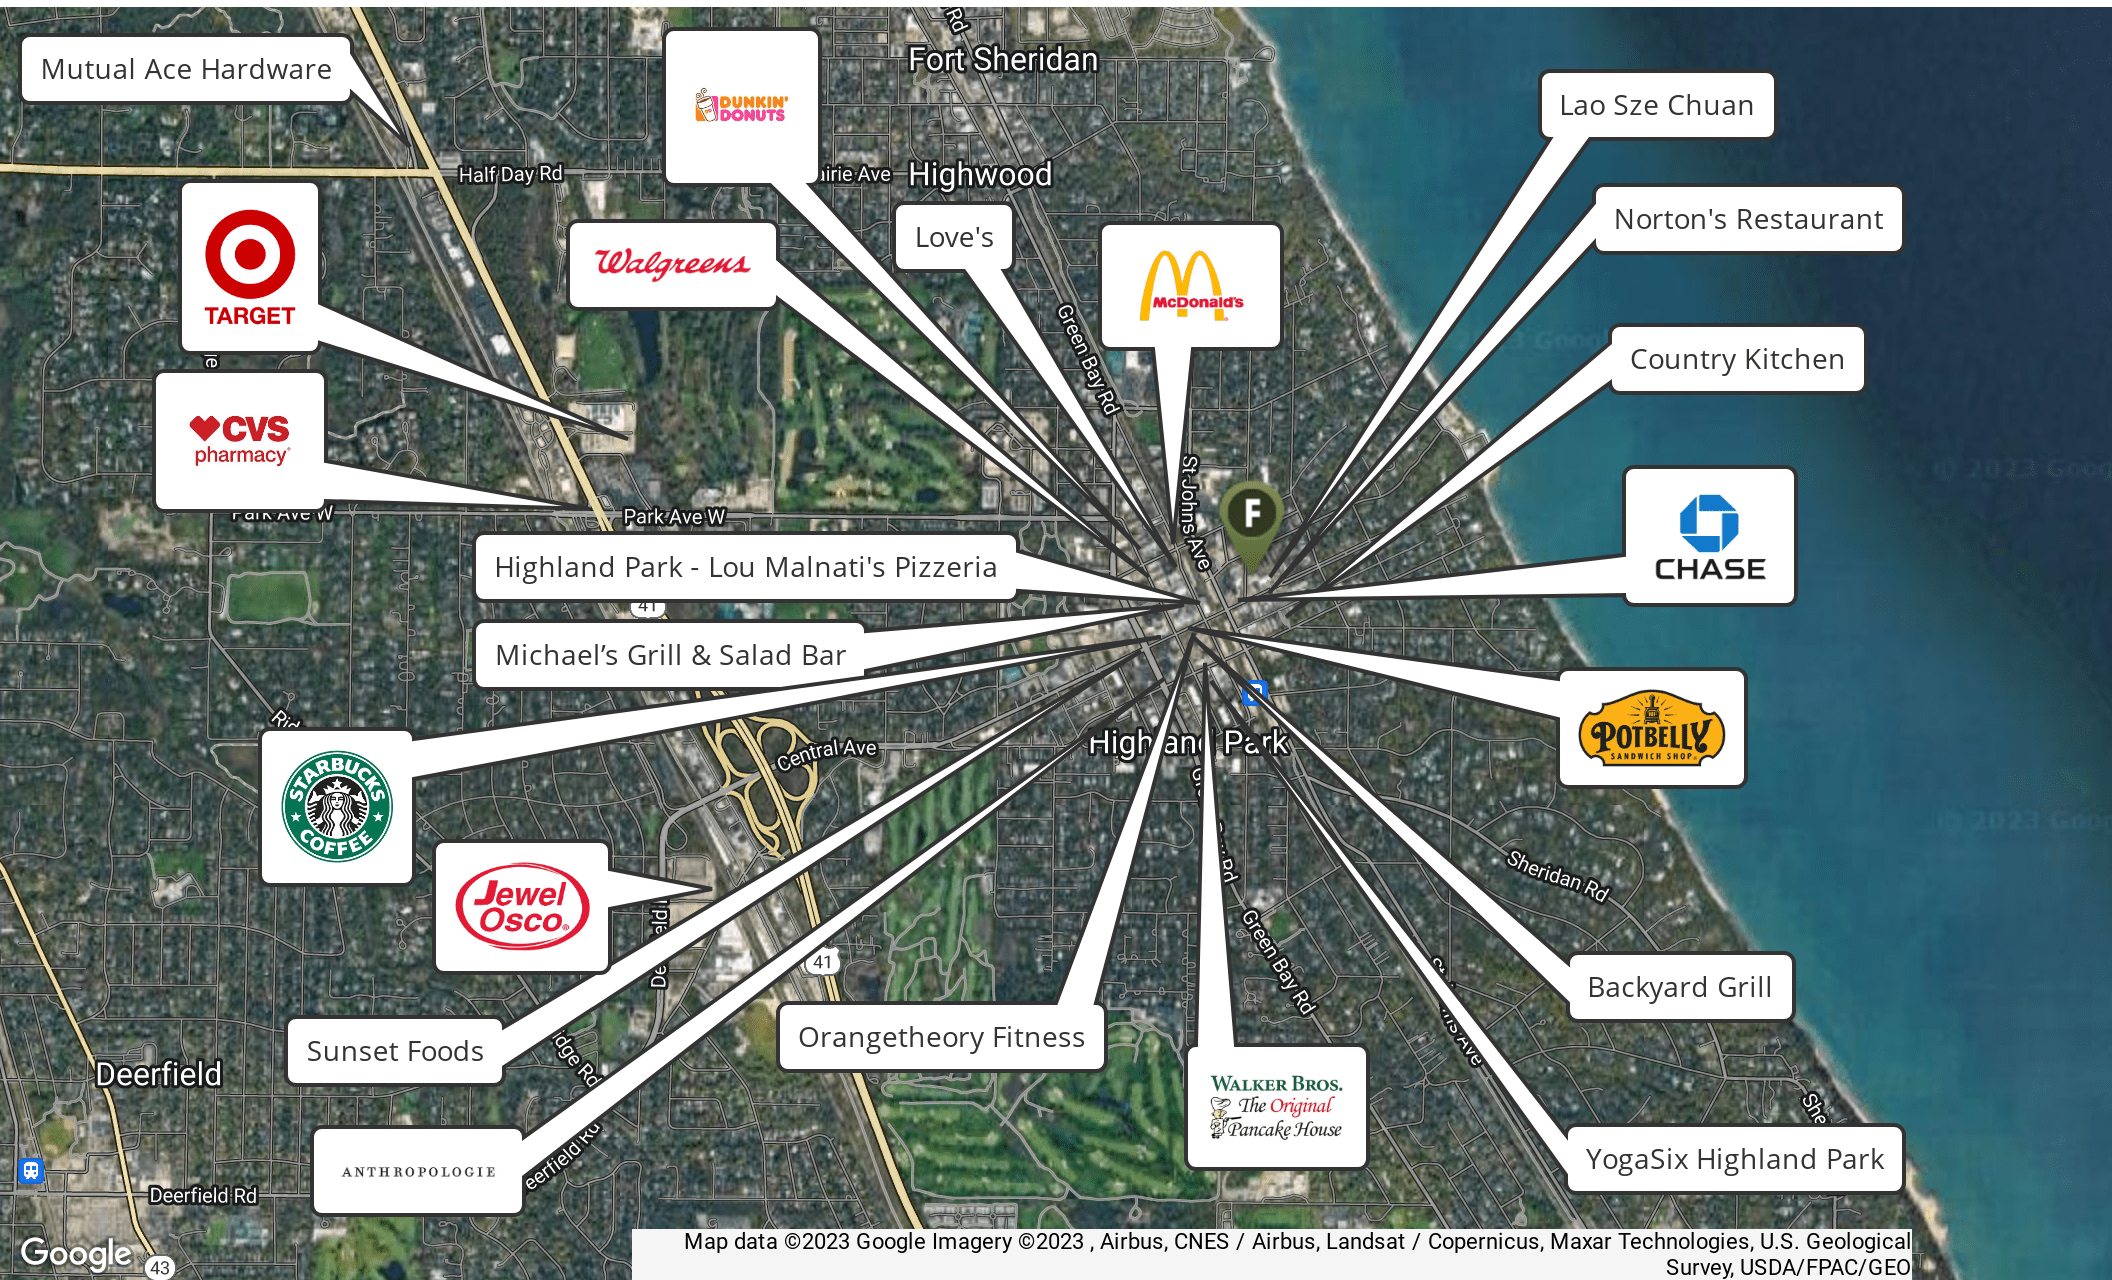 Fort Sheridan
Mutual Ace Hardware
DUNKIN'
DONUTS
Lao Sze Chuan
Half Day Rd
airie Ave
Highwood
Norton's Restaurant
Love's
Walgreens
TARGET
McDonald's
Green Bay Rd
Country Kitchen
CVS
pharmacy
St Johns Ave
F
CHASE
Park Ave W
Park Ave W
Highland Park - Lou Malnati's Pizzeria
41
Michael’s Grill & Salad Bar
POTBELLY
SANDWICH SHOP
Highland Park
Central Ave
STARBUCKS
COFFEE
Jewel
Osco
Sheridan Rd
Green Bay Rd
41
Backyard Grill
Orangetheory Fitness
Sunset Foods
Deerfield
WALKER BROS.
The Original
Pancake House
ANTHROPOLOGIE
YogaSix Highland Park
Deerfield Rd
eerfield Rd
Google
43
Map data ©2023 Google Imagery ©2023 , Airbus, CNES / Airbus, Landsat / Copernicus, Maxar Technologies, U.S. Geological
Survey, USDA/FPAC/GEO